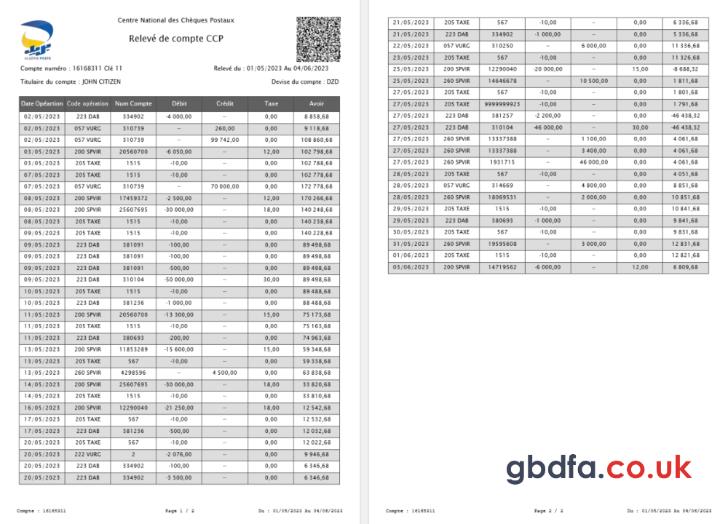 Centre National des Chèques Postaux
Relevé de compte CCP
ALGÉRIE POSTE
Compte numéro : 16168311 Clé 11 Relevé du : 01/05/2023 Au 04/06/2023
Titulaire du compte : JOHN CITIZEN Devise du compte : DZD
Date Opération Code opération Num Compte Débit Crédit Taxe Avoir
02/05/2023 223 DAB 334902 -4 000,00 -- 0,00 8 858,68
02/05/2023 057 VURG 310739 -- 260,00 0,00 9 118,68
02/05/2023 057 VURG 310739 -- 99 742,00 0,00 108 860,68
03/05/2023 200 SPVIR 20560700 -6 050,00 -- 12,00 102 798,68
05/05/2023 205 TAXE 1515 -10,00 -- 0,00 102 788,68
07/05/2023 205 TAXE 1515 -10,00 -- 0,00 102 778,68
07/05/2023 057 VURG 310739 -- 70 000,00 0,00 172 778,68
08/05/2023 200 SPVIR 17459372 -2 500,00 -- 12,00 170 266,68
08/05/2023 200 SPVIR 25607695 -30 000,00 -- 18,00 140 248,68
08/05/2023 205 TAXE 1515 -10,00 -- 0,00 140 238,68
09/05/2023 205 TAXE 1515 -10,00 -- 0,00 140 228,68
09/05/2023 223 DAB 381091 -100,00 -- 0,00 89 498,68
09/05/2023 223 DAB 381091 -100,00 -- 0,00 89 498,68
09/05/2023 223 DAB 381091 -500,00 -- 0,00 89 498,68
09/05/2023 223 DAB 310104 -50 000,00 -- 30,00 89 498,68
10/05/2023 205 TAXE 1515 -10,00 -- 0,00 89 488,68
10/05/2023 223 DAB 381236 -1 000,00 -- 0,00 88 488,68
11/05/2023 200 SPVIR 20560700 -13 300,00 -- 15,00 75 173,68
11/05/2023 205 TAXE 1515 -10,00 -- 0,00 75 163,68
11/05/2023 223 DAB 380693 -200,00 -- 0,00 74 963,68
13/05/2023 200 SPVIR 11853289 -15 600,00 -- 15,00 59 348,68
13/05/2023 205 TAXE 567 -10,00 -- 0,00 59 338,68
13/05/2023 260 SPVIR 4298596 -- 4 500,00 0,00 63 838,68
14/05/2023 200 SPVIR 25607695 -30 000,00 -- 18,00 33 820,68
14/05/2023 205 TAXE 1515 -10,00 -- 0,00 33 810,68
16/05/2023 200 SPVIR 12290040 -21 250,00 -- 18,00 12 542,68
17/05/2023 205 TAXE 567 -10,00 -- 0,00 12 532,68
17/05/2023 223 DAB 381236 -500,00 -- 0,00 12 032,68
20/05/2023 205 TAXE 567 -10,00 -- 0,00 12 022,68
20/05/2023 222 VURG 2 -2 076,00 -- 0,00 9 946,68
20/05/2023 223 DAB 334902 -100,00 -- 0,00 6 346,68
20/05/2023 223 DAB 334902 -3 500,00 -- 0,00 6 346,68
Compte : 16168311 Page 1 / 2 Du : 01/05/2023 Au 04/06/2023
21/05/2023 205 TAXE 567 -10,00 -- 0,00 6 336,68
21/05/2023 223 DAB 334902 -1 000,00 -- 0,00 5 336,68
22/05/2023 057 VURG 310250 -- 6 000,00 0,00 11 336,68
23/05/2023 205 TAXE 567 -10,00 -- 0,00 11 326,68
25/05/2023 200 SPVIR 12290040 -20 000,00 -- 15,00 -8 688,32
25/05/2023 260 SPVIR 14646678 -- 10 500,00 0,00 1 811,68
27/05/2023 205 TAXE 567 -10,00 -- 0,00 1 801,68
27/05/2023 205 TAXE 9999999923 -10,00 -- 0,00 1 791,68
27/05/2023 223 DAB 381257 -2 200,00 -- 0,00 -46 438,32
27/05/2023 223 DAB 310104 -46 000,00 -- 30,00 -46 438,32
27/05/2023 260 SPVIR 13337388 -- 1 100,00 0,00 4 061,68
27/05/2023 260 SPVIR 13337388 -- 3 400,00 0,00 4 061,68
27/05/2023 260 SPVIR 1931715 -- 46 000,00 0,00 4 061,68
28/05/2023 205 TAXE 567 -10,00 -- 0,00 4 051,68
28/05/2023 057 VURG 314669 -- 4 800,00 0,00 8 851,68
28/05/2023 260 SPVIR 18069531 -- 2 000,00 0,00 10 851,68
29/05/2023 205 TAXE 1515 -10,00 -- 0,00 10 841,68
29/05/2023 223 DAB 380693 -1 000,00 -- 0,00 9 841,68
30/05/2023 205 TAXE 567 -10,00 -- 0,00 9 831,68
31/05/2023 260 SPVIR 19595608 -- 3 000,00 0,00 12 831,68
01/06/2023 205 TAXE 1515 -10,00 -- 0,00 12 821,68
03/06/2023 200 SPVIR 14719562 -6 000,00 -- 12,00 6 809,68
gbdfa.co.uk
Compte : 16168311 Page 2 / 2 Du : 01/05/2023 Au 04/06/2023